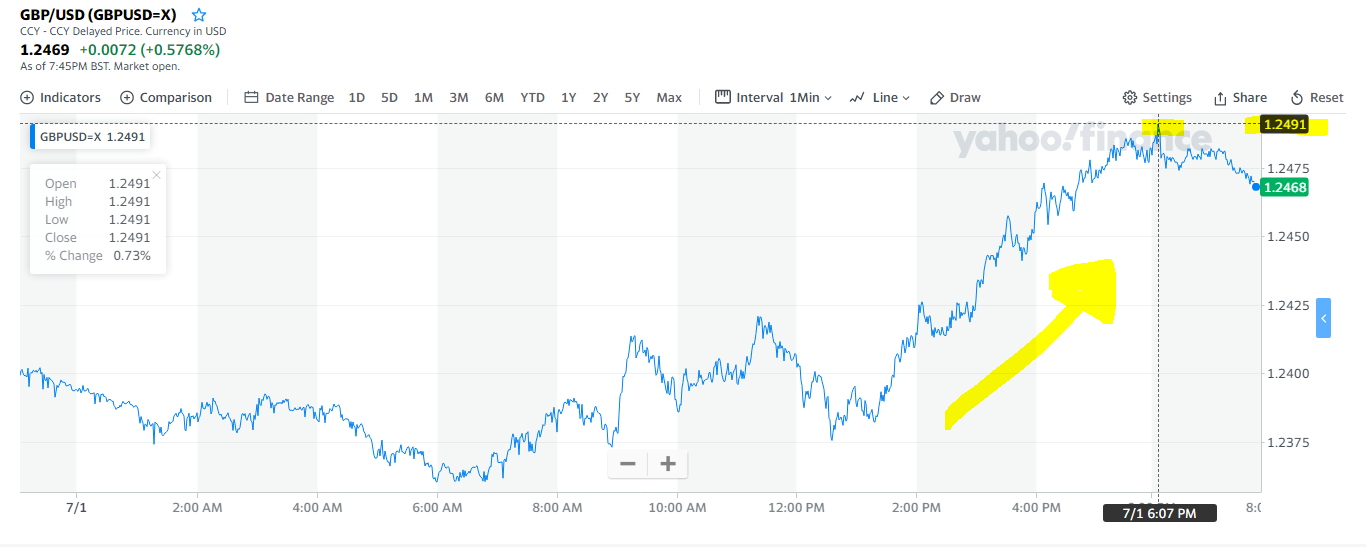 GBP/USD (GBPUSD=X)
CCY - CCY Delayed Price. Currency in USD
1.2469 +0.0072 (+0.5768%)
As of 7:45PM BST. Market open.
Indicators Comparison Date Range 1D 5D 1M 3M 6M YTD 1Y 2Y 5Y Max Interval 1Min Line Draw Settings Share Reset
GBPUSD=X 1.2491
yahoo!finance
1.2491
Open 1.2491
High 1.2491
Low 1.2491
Close 1.2491
% Change 0.73%
1.2475
1.2468
1.2450
1.2425
1.2400
1.2375
7/1 2:00 AM 4:00 AM 6:00 AM 8:00 AM 10:00 AM 12:00 PM 2:00 PM 4:00 PM 8:0
7/1 6:07 PM